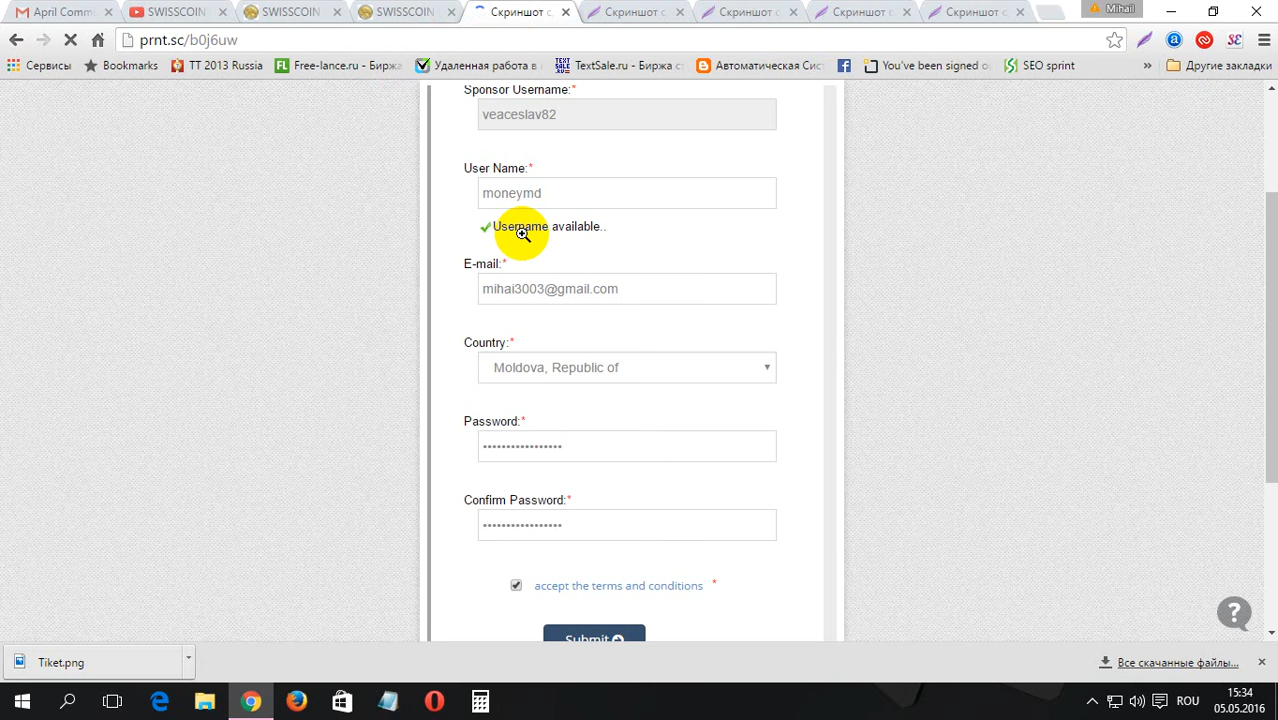 April Comm
SWISSCOIN
SWISSCOIN
SWISSCOIN
Скриншот с
Скриншот с
Скриншот о
Скриншот о
Скриншот с
Mihail
prnt.sc/b0j6uw
Сервисы
Bookmarks
TT 2013 Russia
Free-lance.ru - Биржа
Удаленная работа в
TextSale.ru - Биржа ст
Автоматическая Сис
You've been signed o
SEO sprint
»
Другие закладки
Sponsor Username:*
veaceslav82
User Name:*
moneymd
Username available..
E-mail:*
mihai3003@gmail.com
Country:*
Moldova, Republic of
Password:*
•••••••••••••••••
Confirm Password:*
•••••••••••••••••
accept the terms and conditions *
Submit
?
Tiket.png
Все скачанные файлы...
ROU
15:34
05.05.2016